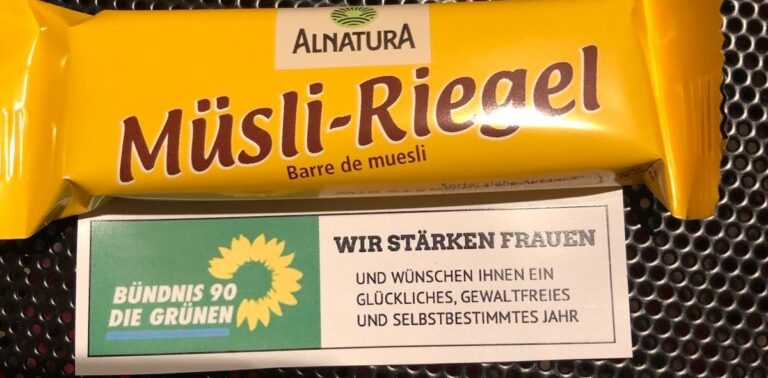 ALNATURA
Müsli-Riegel
Barre de muesli
BÜNDNIS 90
DIE GRÜNEN
WIR STÄRKEN FRAUEN
UND WÜNSCHEN IHNEN EIN
GLÜCKLICHES, GEWALTFREIES
UND SELBSTBESTIMMTES JAHR